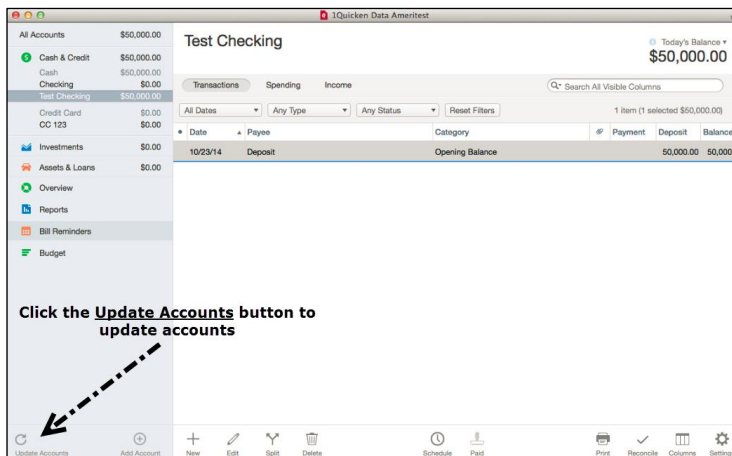 1Quicken Data Ameritest
All Accounts $50,000.00
Cash & Credit $50,000.00
Cash $50,000.00
Checking $0.00
Test Checking $50,000.00
Credit Card $0.00
CC 123 $0.00
Investments $0.00
Assets & Loans $0.00
Overview
Reports
Bill Reminders
Budget
Click the Update Accounts button to
update accounts
Update Accounts Add Account
Test Checking
Today's Balance
$50,000.00
Transactions Spending Income Search All Visible Columns
All Dates Any Type Any Status Reset Filters 1 item (1 selected $50,000.00)
Date Payee Category Payment Deposit Balance
10/23/14 Deposit Opening Balance 50,000.00 50,000
New Edit Split Delete Schedule Paid Print Reconcile Columns Settings